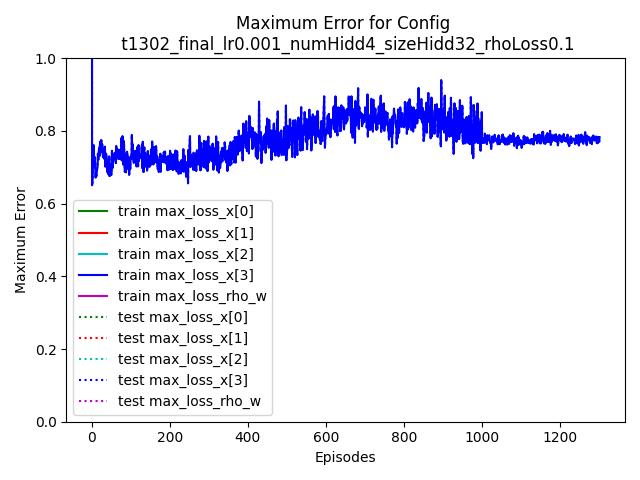 Maximum Error for Config
t1302_final_lr0.001_numHidd4_sizeHidd32_rhoLoss0.1
Maximum Error
1.0
0.8
0.6
0.4
0.2
0.0
train max_loss_x[0]
train max_loss_x[1]
train max_loss_x[2]
train max_loss_x[3]
train max_loss_rho_w
test max_loss_x[0]
test max_loss_x[1]
test max_loss_x[2]
test max_loss_x[3]
test max_loss_rho_w
0 200 400 600 800 1000 1200
Episodes